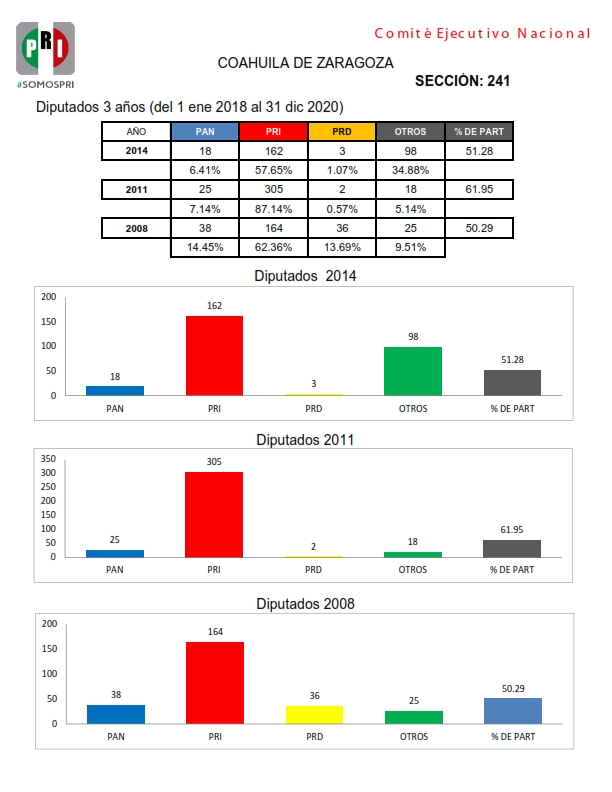 PRI
#SOMOSPRI
Comité Ejecutivo Nacional
COAHUILA DE ZARAGOZA
SECCIÓN: 241
Diputados 3 años (del 1 ene 2018 al 31 dic 2020)
AÑO PAN PRI PRD OTROS % DE PART
2014 18 162 3 98 51.28
6.41% 57.65% 1.07% 34.88%
2011 25 305 2 18 61.95
7.14% 87.14% 0.57% 5.14%
2008 38 164 36 25 50.29
14.45% 62.36% 13.69% 9.51%
Diputados 2014
200
150
100
50
0
18 162 3 98 51.28
PAN PRI PRD OTROS % DE PART
Diputados 2011
350
300
250
200
150
100
50
0
25 305 2 18 61.95
PAN PRI PRD OTROS % DE PART
Diputados 2008
200
150
100
50
0
38 164 36 25 50.29
PAN PRI PRD OTROS % DE PART